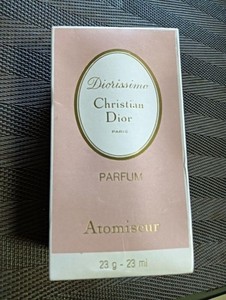 Diorissimo
Christian
Dior
PARIS
PARFUM
Atomiseur
23 g - 23 ml